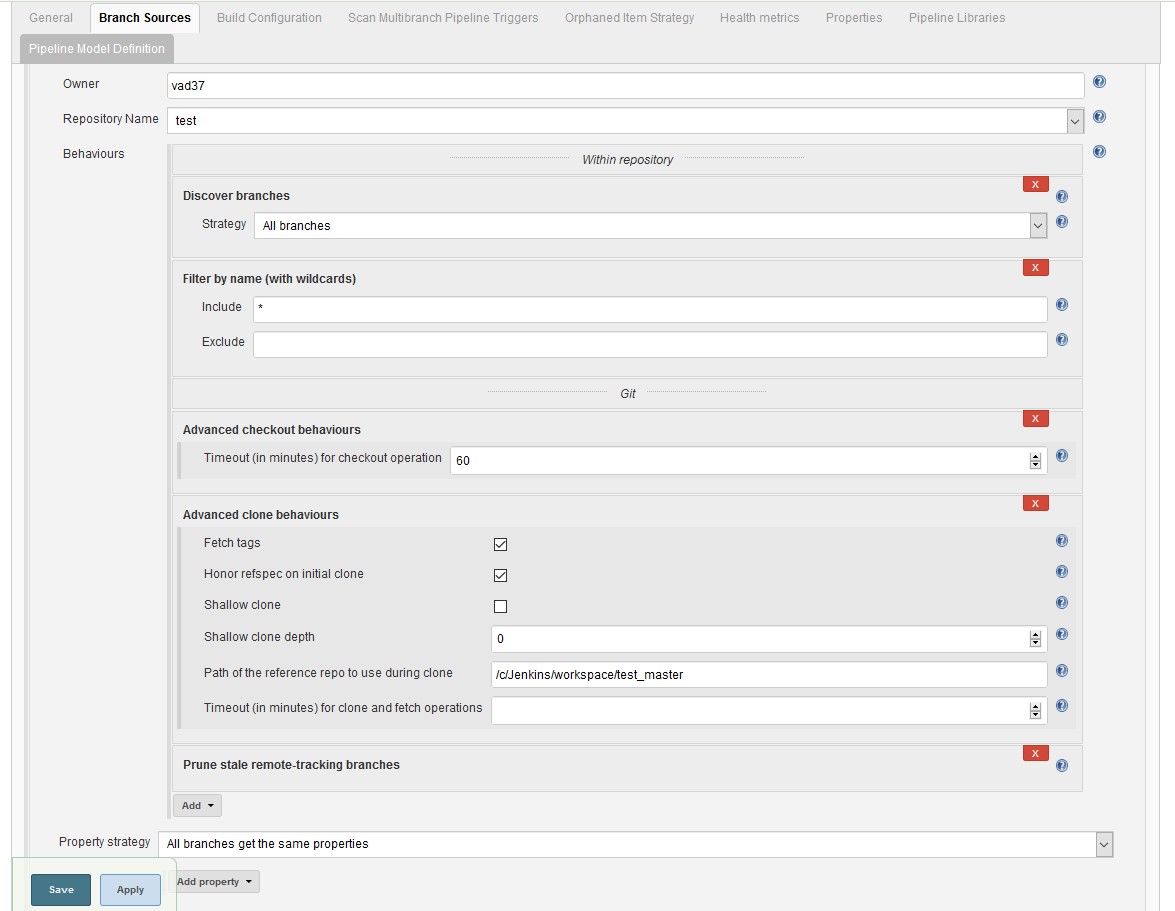 General Branch Sources Build Configuration Scan Multibranch Pipeline Triggers Orphaned Item Strategy Health metrics Properties Pipeline Libraries
Pipeline Model Definition
Owner vad37
Repository Name test
Behaviours
Within repository
X
Discover branches
Strategy All branches
X
Filter by name (with wildcards)
Include *
Exclude
Git
X
Advanced checkout behaviours
Timeout (in minutes) for checkout operation 60
X
Advanced clone behaviours
Fetch tags
Honor refspec on initial clone
Shallow clone
Shallow clone depth 0
Path of the reference repo to use during clone /c/Jenkins/workspace/test_master
Timeout (in minutes) for clone and fetch operations
X
Prune stale remote-tracking branches
Add
Property strategy All branches get the same properties
Save Apply Add property